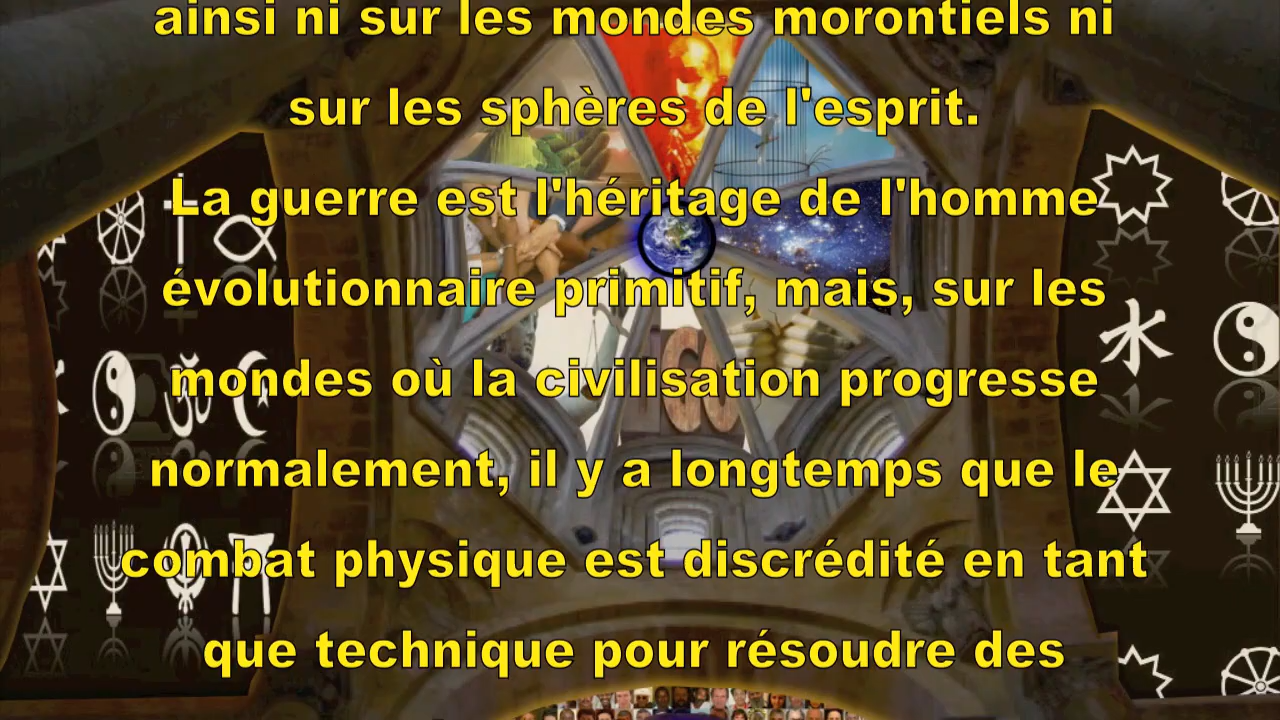 ainsi ni sur les mondes morontiels ni
sur les sphères de l'esprit.
La guerre est l'héritage de l'homme
évolutionnaire primitif, mais, sur les
mondes où la civilisation progresse
normalement, il y a longtemps que le
combat physique est discrédité en tant
que technique pour résoudre des